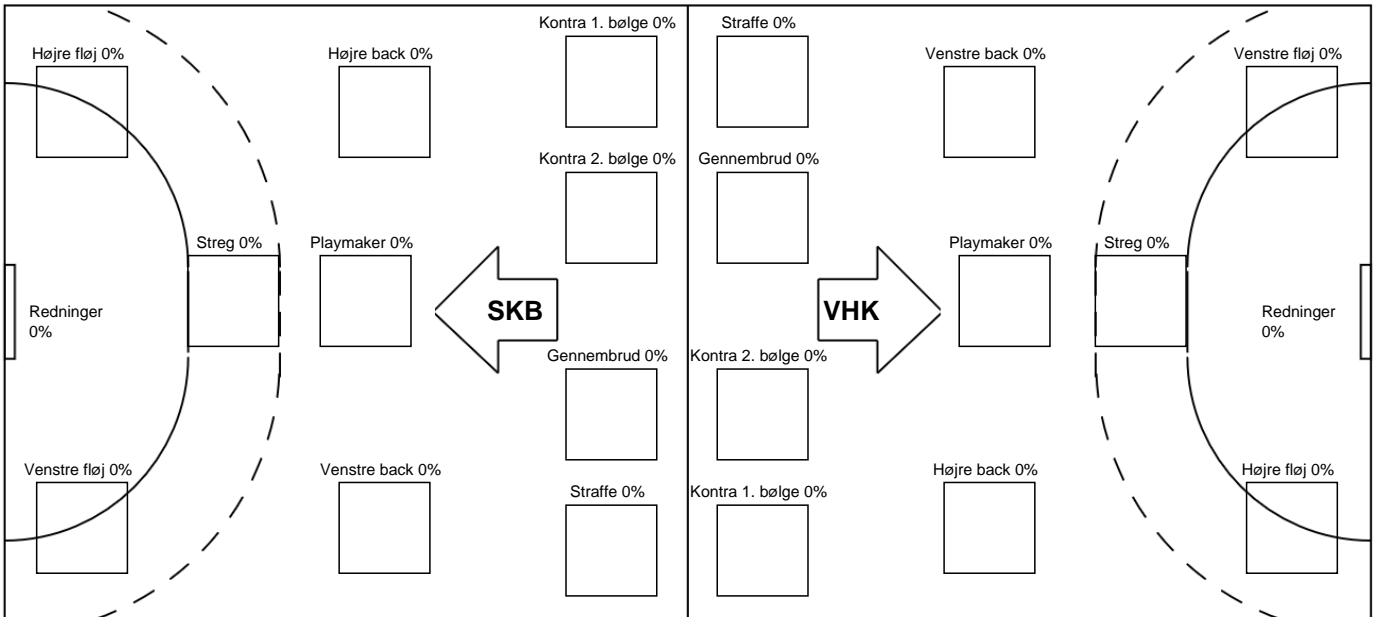 Kontra 1. bølge 0%
Straffe 0%
Højre fløj 0%
Højre back 0%
Venstre back 0%
Venstre fløj 0%
Kontra 2. bølge 0%
Gennembrud 0%
Streg 0%
Playmaker 0%
Playmaker 0%
Streg 0%
Redninger
0%
SKB
VHK
Redninger
0%
Gennembrud 0%
Kontra 2. bølge 0%
Venstre fløj 0%
Venstre back 0%
Højre back 0%
Højre fløj 0%
Straffe 0%
Kontra 1. bølge 0%